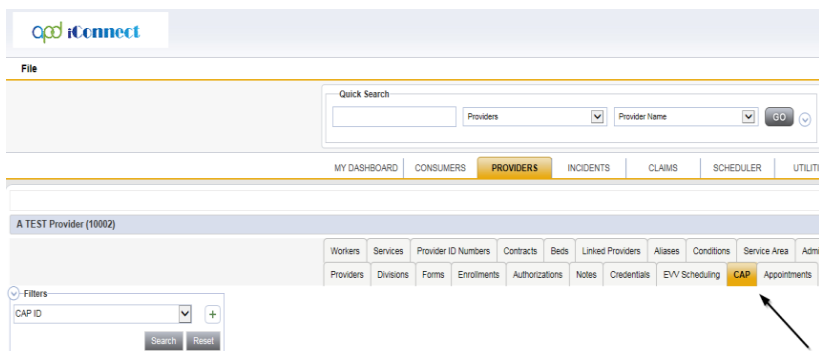 apd iConnect
File
Quick Search
Providers Provider Name GO
MY DASHBOARD CONSUMERS PROVIDERS INCIDENTS CLAIMS SCHEDULER UTILITI
A TEST Provider (10002)
Workers Services Provider ID Numbers Contracts Beds Linked Providers Aliases Conditions Service Area Admi
Providers Divisions Forms Enrollments Authorizations Notes Credentials EVV Scheduling CAP Appointments
Filters
CAP ID
Search Reset